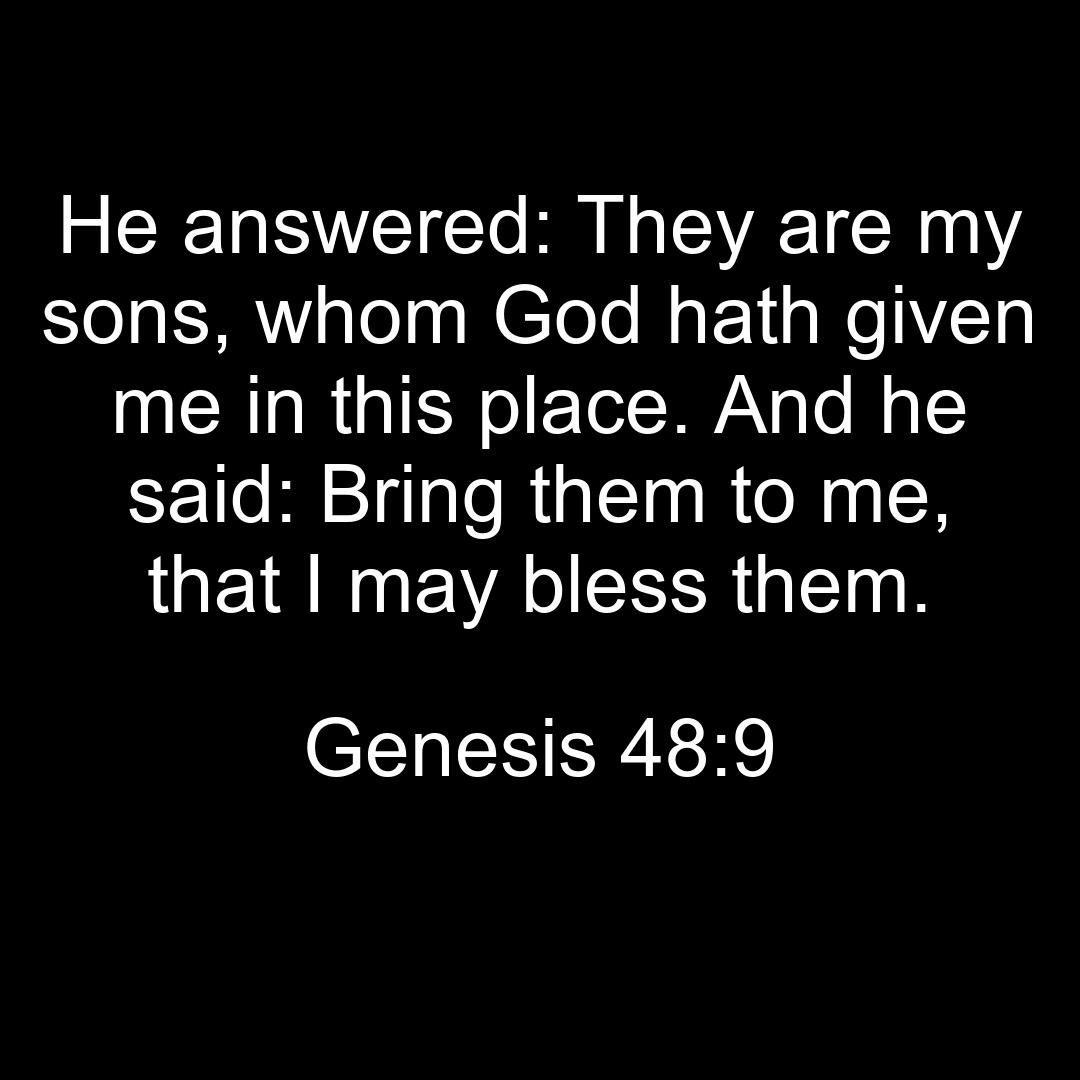 He answered: They are my
sons, whom God hath given
me in this place. And he
said: Bring them to me,
that I may bless them.
Genesis 48:9